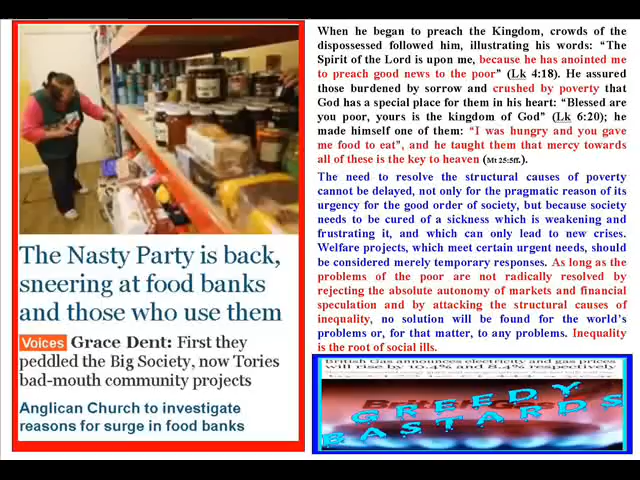 The Nasty Party is back,
sneering at food banks
and those who use them
Voices Grace Dent: First they
peddled the Big Society, now Tories
bad-mouth community projects
Anglican Church to investigate
reasons for surge in food banks
When he began to preach the Kingdom, crowds of the
dispossessed followed him, illustrating his words: “The
Spirit of the Lord is upon me, because he has anointed me
to preach good news to the poor” (Lk 4:18). He assured
those burdened by sorrow and crushed by poverty that
God has a special place for them in his heart: “Blessed are
you poor, yours is the kingdom of God” (Lk 6:20); he
made himself one of them: “I was hungry and you gave
me food to eat”, and he taught them that mercy towards
all of these is the key to heaven (Mt 25:5ff.).
The need to resolve the structural causes of poverty
cannot be delayed, not only for the pragmatic reason of its
urgency for the good order of society, but because society
needs to be cured of a sickness which is weakening and
frustrating it, and which can only lead to new crises.
Welfare projects, which meet certain urgent needs, should
be considered merely temporary responses. As long as the
problems of the poor are not radically resolved by
rejecting the absolute autonomy of markets and financial
speculation and by attacking the structural causes of
inequality, no solution will be found for the world’s
problems or, for that matter, to any problems. Inequality
is the root of social ills.
British Gas announces electricity and gas prices
will rise by 10.4% and 8.4% respectively
British Gas
GREEDY
BASTARDS